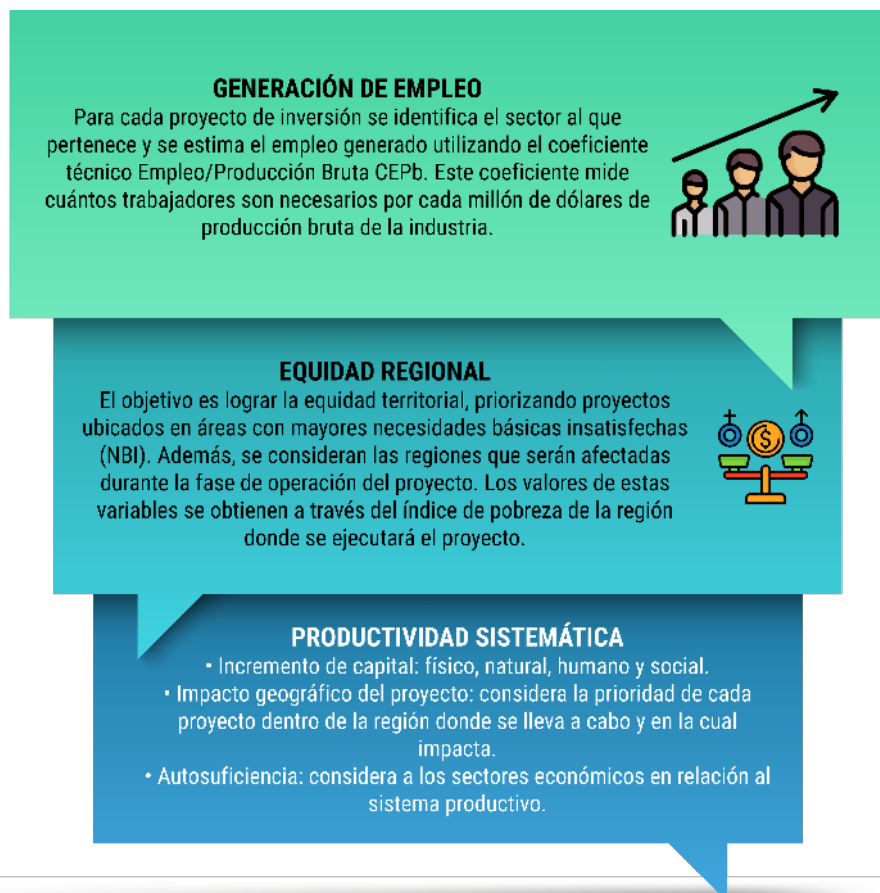 GENERACIÓN DE EMPLEO
Para cada proyecto de inversión se identifica el sector al que
pertenece y se estima el empleo generado utilizando el coeficiente
técnico Empleo/Producción Bruta CEPb. Este coeficiente mide
cuántos trabajadores son necesarios por cada millón de dólares de
producción bruta de la industria.
EQUIDAD REGIONAL
El objetivo es lograr la equidad territorial, priorizando proyectos
ubicados en áreas con mayores necesidades básicas insatisfechas
(NBI). Además, se consideran las regiones que serán afectadas
durante la fase de operación del proyecto. Los valores de estas
variables se obtienen a través del índice de pobreza de la región
donde se ejecutará el proyecto.
PRODUCTIVIDAD SISTEMÁTICA
• Incremento de capital: físico, natural, humano y social.
• Impacto geográfico del proyecto: considera la prioridad de cada
proyecto dentro de la región donde se lleva a cabo y en la cual
impacta.
• Autosuficiencia: considera a los sectores económicos en relación al
sistema productivo.